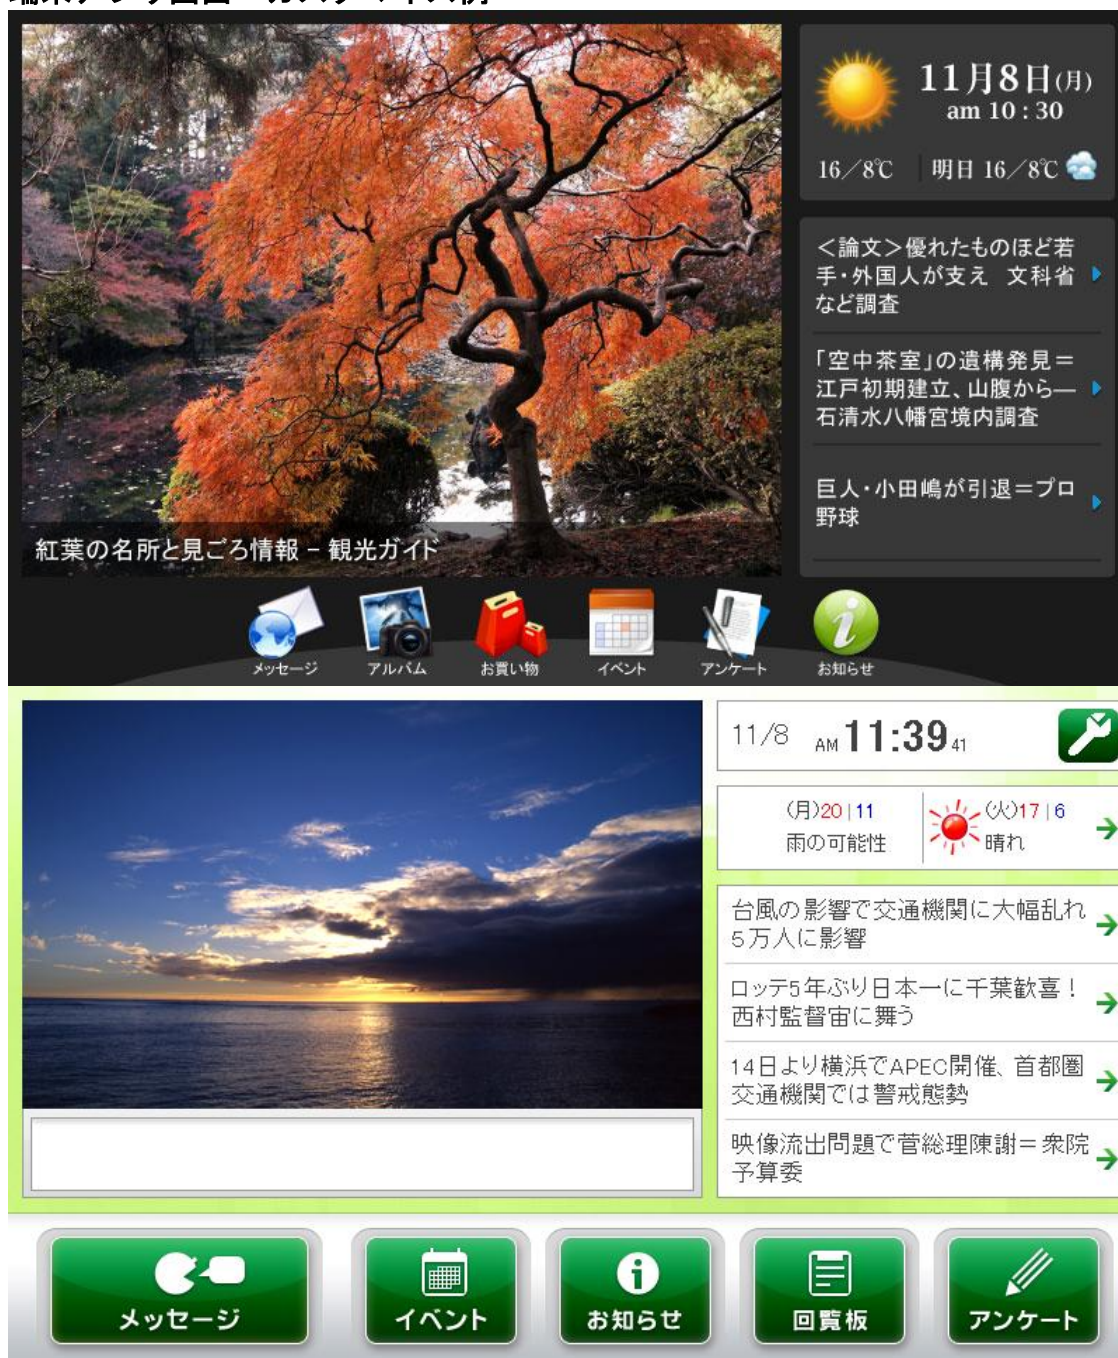 11月8日(月)
am 10:30
16／8℃
明日 16／8℃
＜論文＞優れたものほど若
手・外国人が支え　文科省
など調査
「空中茶室」の遺構発見＝
江戸初期建立、山腹から―
石清水八幡宮境内調査
巨人・小田嶋が引退＝プロ
野球
紅葉の名所と見ごろ情報 － 観光ガイド
メッセージ
アルバム
お買い物
イベント
アンケート
お知らせ
11/8 AM 11:39 41
(月)20|11
雨の可能性
(火)17|6
晴れ
台風の影響で交通機関に大幅乱れ
5万人に影響
ロッテ5年ぶり日本一に千葉歓喜！
西村監督宙に舞う
14日より横浜でAPEC開催、首都圏
交通機関では警戒態勢
映像流出問題で菅総理陳謝＝衆院
予算委
メッセージ
イベント
お知らせ
回覧板
アンケート